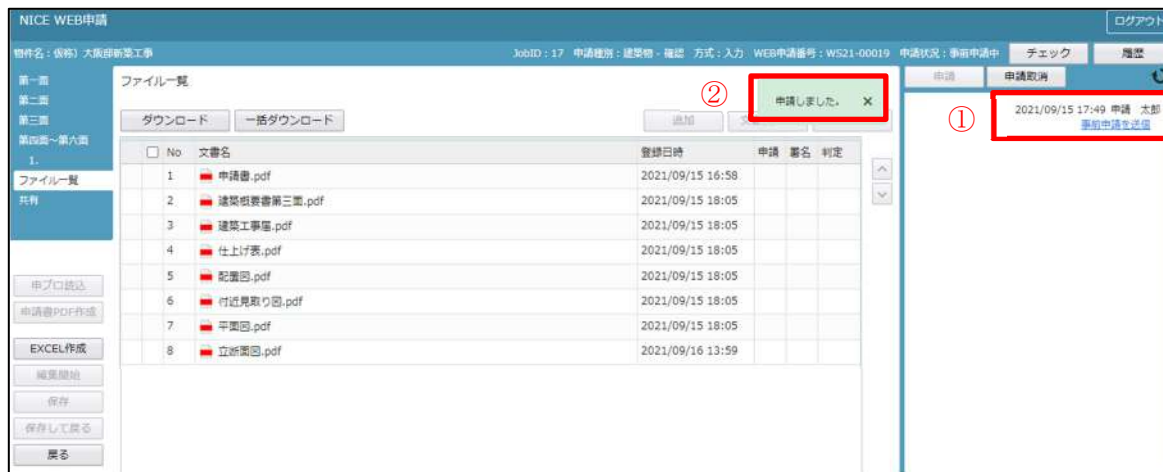 NICE WEB申請
ログアウト
物件名：仮称）大阪邸新築工事
JobID：17 申請種別：建築物 - 確認 方式：入力 WEB申請番号：WS21-00019 申請状況：事前申請中
チェック
履歴
第一面
第二面
第三面
第四面～第六面
1.
ファイル一覧
共有
申プロ読込
申請書PDF作成
EXCEL作成
編集開始
保存
保存して戻る
戻る
ファイル一覧
ダウンロード
一括ダウンロード
②
申請しました。 ×
追加
No 文書名 登録日時 申請 署名 判定
1 申請書.pdf 2021/09/15 16:58
2 建築概要書第三面.pdf 2021/09/15 18:05
3 建築工事届.pdf 2021/09/15 18:05
4 仕上げ表.pdf 2021/09/15 18:05
5 配置図.pdf 2021/09/15 18:05
6 付近見取り図.pdf 2021/09/15 18:05
7 平面図.pdf 2021/09/15 18:05
8 立断面図.pdf 2021/09/16 13:59
申請
申請取消
①
2021/09/15 17:49 申請 太郎
事前申請を送信